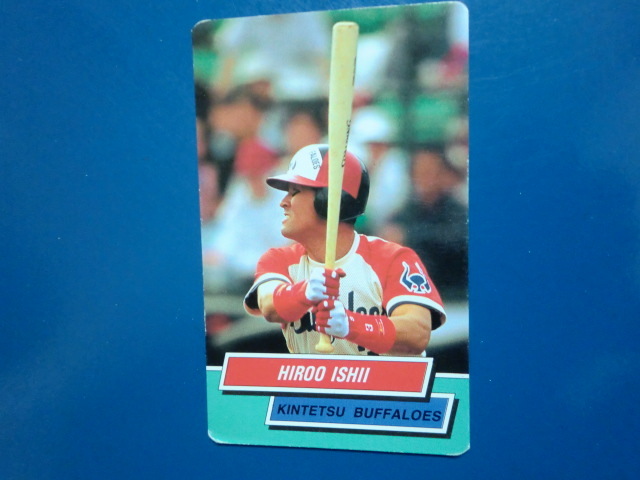 HIROO ISHII
KINTETSU BUFFALOES